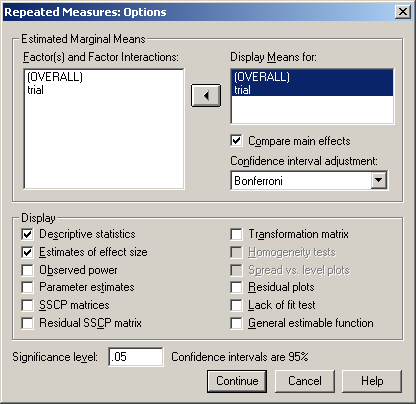 Repeated Measures: Options
Estimated Marginal Means
Factor(s) and Factor Interactions:
(OVERALL)
trial
Display Means for:
(OVERALL)
trial
Compare main effects
Confidence interval adjustment:
Bonferroni
Display
Descriptive statistics
Estimates of effect size
Observed power
Parameter estimates
SSCP matrices
Residual SSCP matrix
Transformation matrix
Homogeneity tests
Spread vs. level plots
Residual plots
Lack of fit test
General estimable function
Significance level: .05 Confidence intervals are 95%
Continue Cancel Help